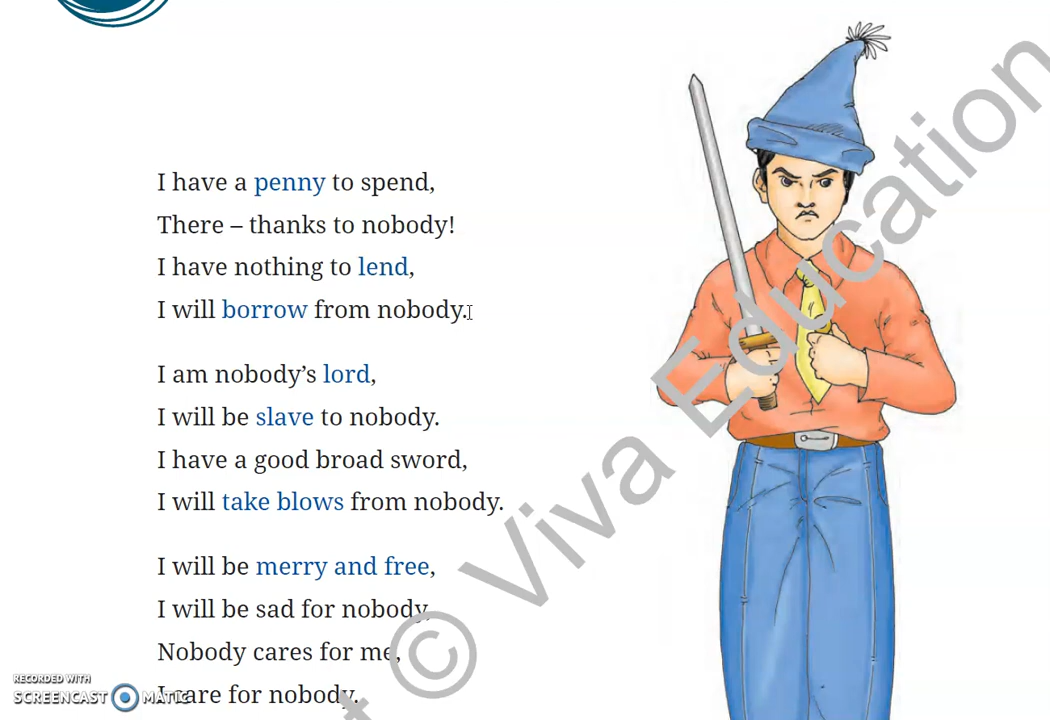 I have a penny to spend,
There – thanks to nobody!
I have nothing to lend,
I will borrow from nobody.
I am nobody’s lord,
I will be slave to nobody.
I have a good broad sword,
I will take blows from nobody.
I will be merry and free,
I will be sad for nobody,
Nobody cares for me,
I care for nobody.
© Viva Education
RECORDED WITH
SCREENCAST MATIC